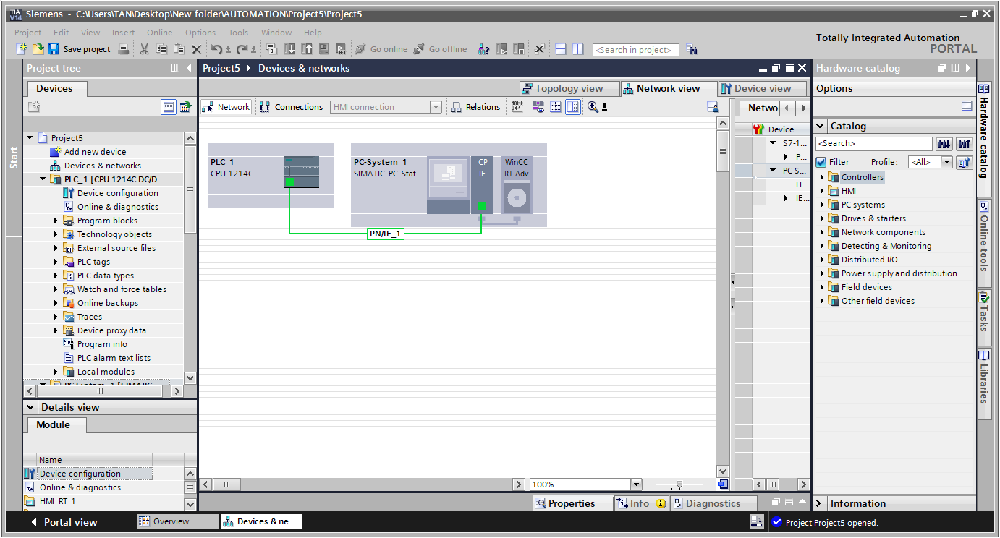 TIA V14 Siemens - C:\Users\TAN\Desktop\New folder\AUTOMATION\Project5\Project5
Project Edit View Insert Online Options Tools Window Help
Totally Integrated Automation
PORTAL
Save project Go online Go offline <Search in project>
Project tree
Devices
Start
Project5
Add new device
Devices & networks
PLC_1 [CPU 1214C DC/D...
Device configuration
Online & diagnostics
Program blocks
Technology objects
External source files
PLC tags
PLC data types
Watch and force tables
Online backups
Traces
Device proxy data
Program info
PLC alarm text lists
Local modules
Details view
Module
Name
Device configuration
Online & diagnostics
HMI_RT_1
Project5 Devices & networks
Topology view Network view Device view
Network Connections HMI connection Relations
PLC_1
CPU 1214C
PC-System_1
SIMATIC PC Stat...
CP
IE
WinCC
RT Adv
PN/IE_1
100%
Device
S7-1...
P...
PC-S...
H...
IE...
Properties Info Diagnostics
Hardware catalog
Options
Catalog
<Search>
Filter Profile: <All>
Controllers
HMI
PC systems
Drives & starters
Network components
Detecting & Monitoring
Distributed I/O
Power supply and distribution
Field devices
Other field devices
Information
Hardware catalog
Online tools
Tasks
Libraries
Portal view Overview Devices & ne...
Project Project5 opened.